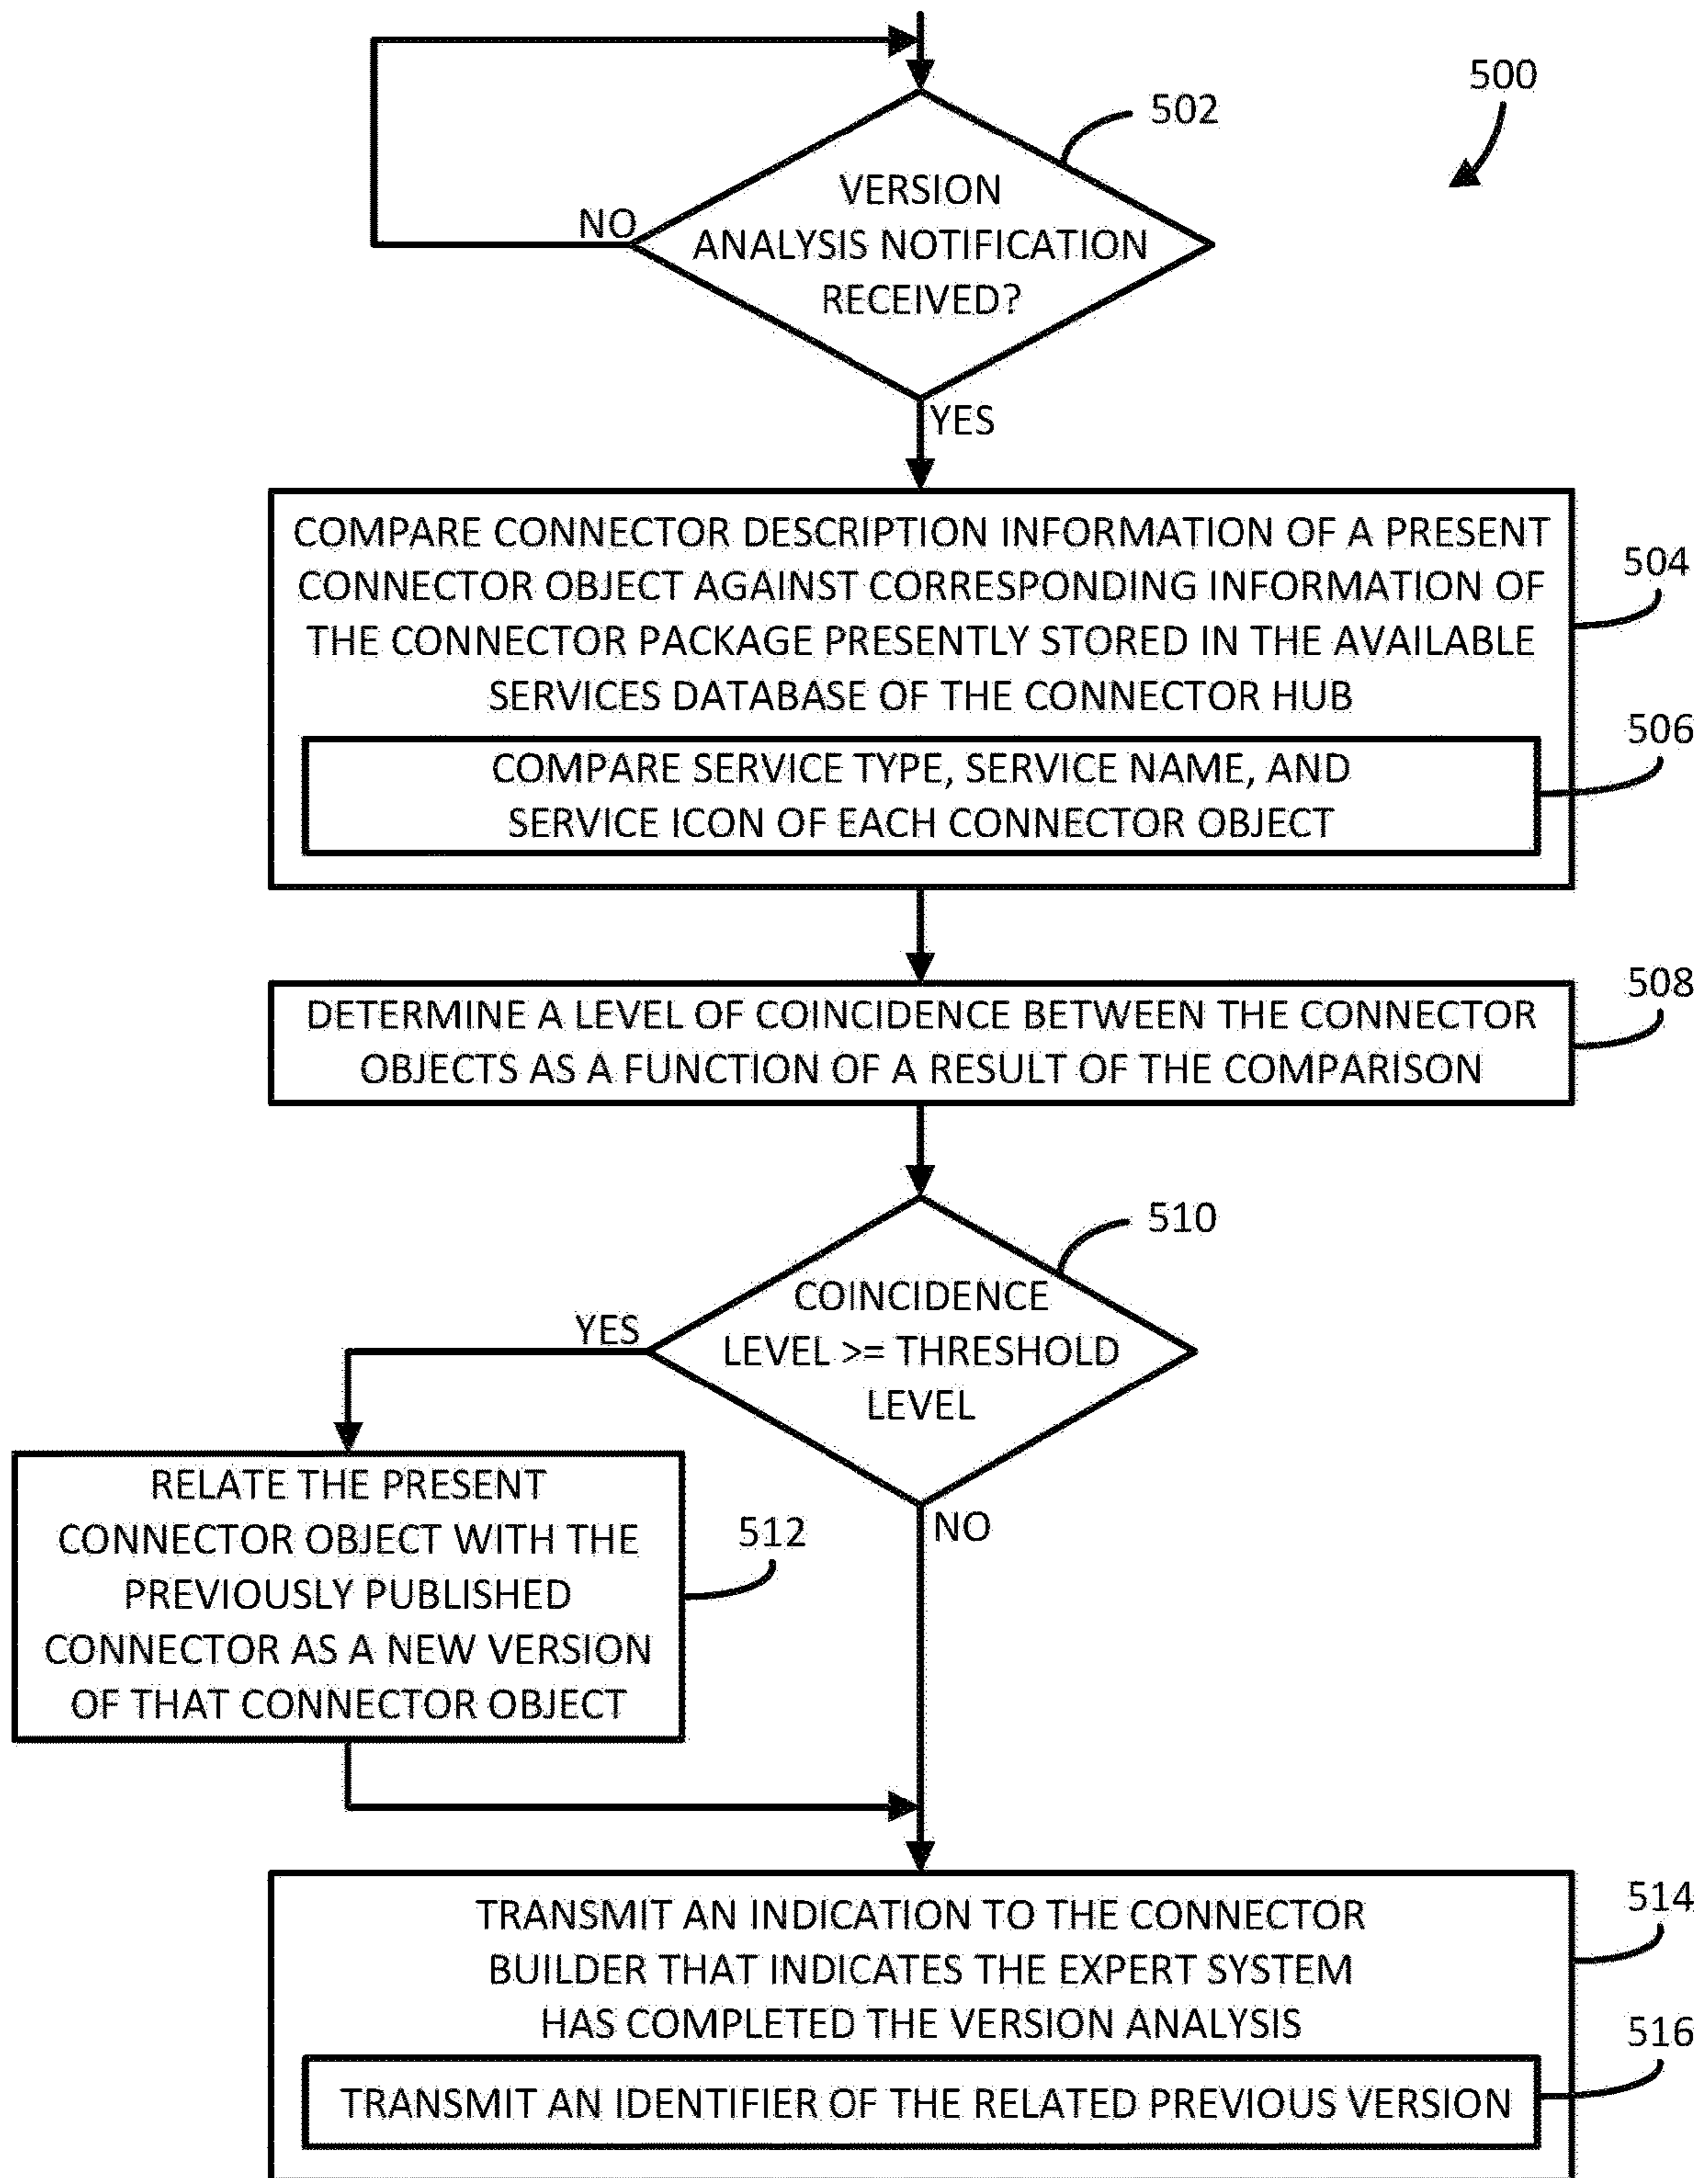 500
502
VERSION
ANALYSIS NOTIFICATION
RECEIVED?
NO
YES
COMPARE CONNECTOR DESCRIPTION INFORMATION OF A PRESENT
CONNECTOR OBJECT AGAINST CORRESPONDING INFORMATION OF
THE CONNECTOR PACKAGE PRESENTLY STORED IN THE AVAILABLE
SERVICES DATABASE OF THE CONNECTOR HUB
504
COMPARE SERVICE TYPE, SERVICE NAME, AND
SERVICE ICON OF EACH CONNECTOR OBJECT
506
DETERMINE A LEVEL OF COINCIDENCE BETWEEN THE CONNECTOR
OBJECTS AS A FUNCTION OF A RESULT OF THE COMPARISON
508
510
COINCIDENCE
LEVEL >= THRESHOLD
LEVEL
YES
NO
RELATE THE PRESENT
CONNECTOR OBJECT WITH THE
PREVIOUSLY PUBLISHED
CONNECTOR AS A NEW VERSION
OF THAT CONNECTOR OBJECT
512
TRANSMIT AN INDICATION TO THE CONNECTOR
BUILDER THAT INDICATES THE EXPERT SYSTEM
HAS COMPLETED THE VERSION ANALYSIS
514
TRANSMIT AN IDENTIFIER OF THE RELATED PREVIOUS VERSION
516